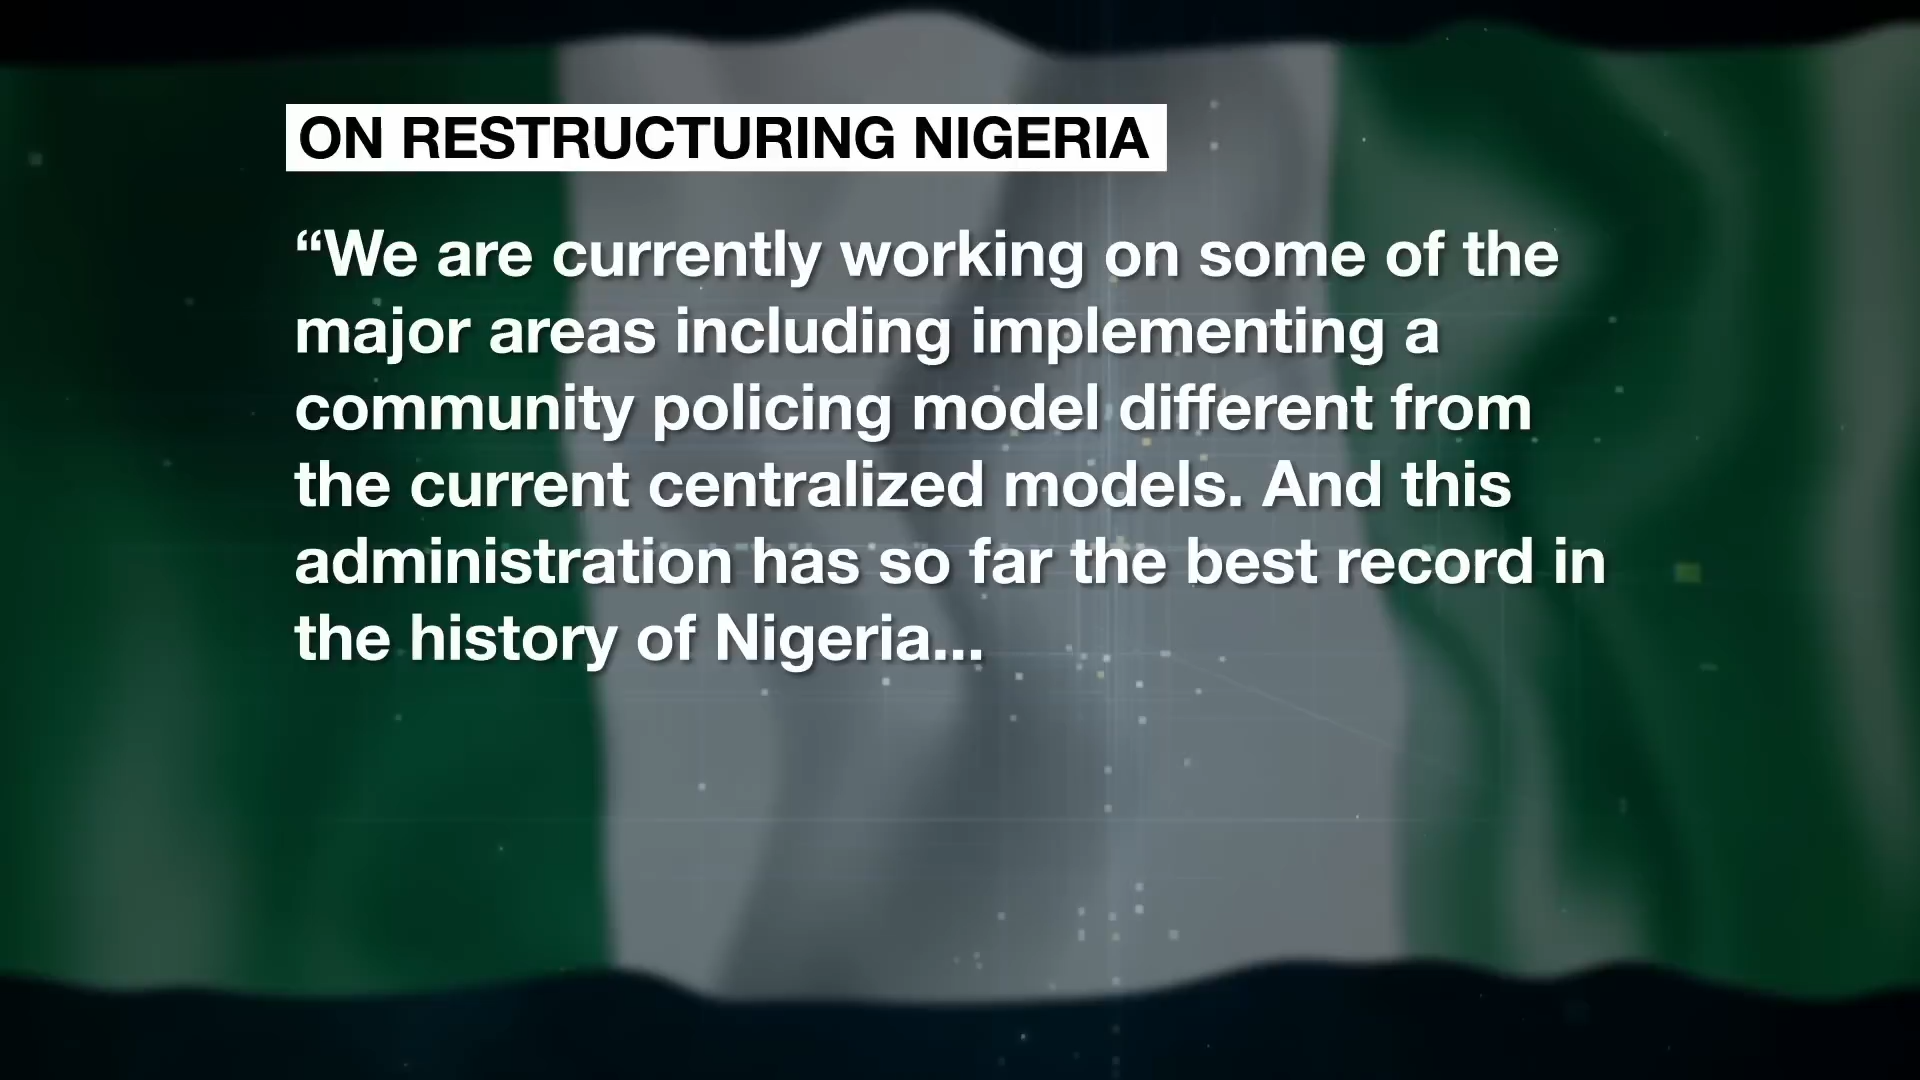 ON RESTRUCTURING NIGERIA
“We are currently working on some of the
major areas including implementing a
community policing model different from
the current centralized models. And this
administration has so far the best record in
the history of Nigeria...